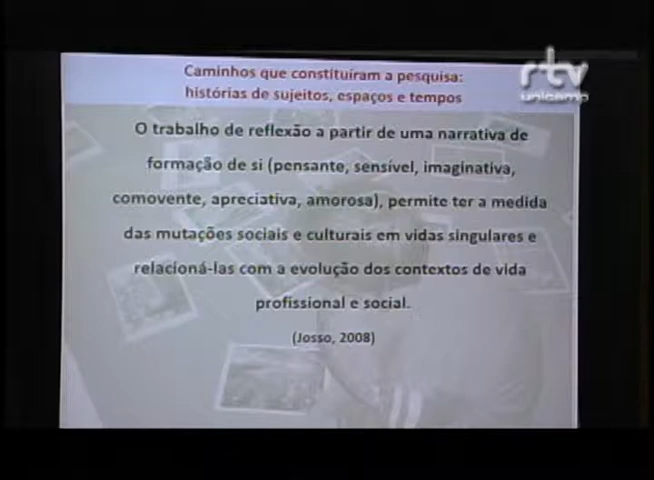 Caminhos que constituíram a pesquisa:
histórias de sujeitos, espaços e tempos
rtv
unicamp
O trabalho de reflexão a partir de uma narrativa de
formação de si (pensante, sensível, imaginativa,
comovente, apreciativa, amorosa), permite ter a medida
das mutações sociais e culturais em vidas singulares e
relacioná-las com a evolução dos contextos de vida
profissional e social.
(Josso, 2008)